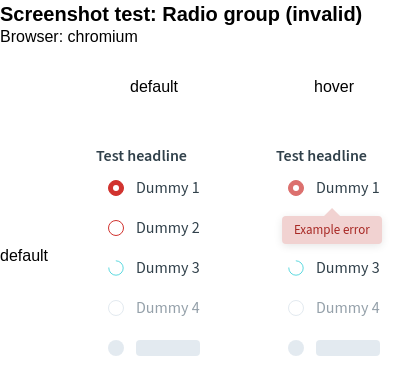 Screenshot test: Radio group (invalid)
Browser: chromium
default hover
Test headline Test headline
Dummy 1 Dummy 1
Dummy 2 Example error
default
Dummy 3 Dummy 3
Dummy 4 Dummy 4